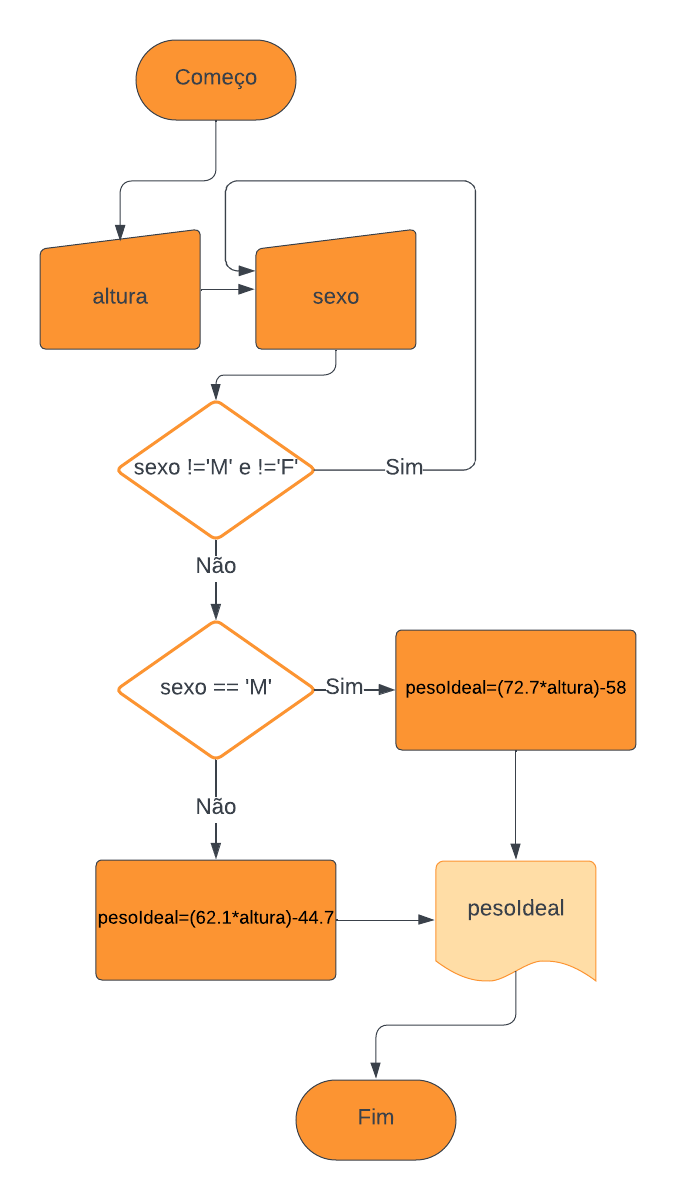 Começo
altura
sexo
sexo !='M' e !='F'
Sim
Não
sexo == 'M'
Sim
pesoIdeal=(72.7*altura)-58
Não
pesoIdeal=(62.1*altura)-44.7
pesoIdeal
Fim